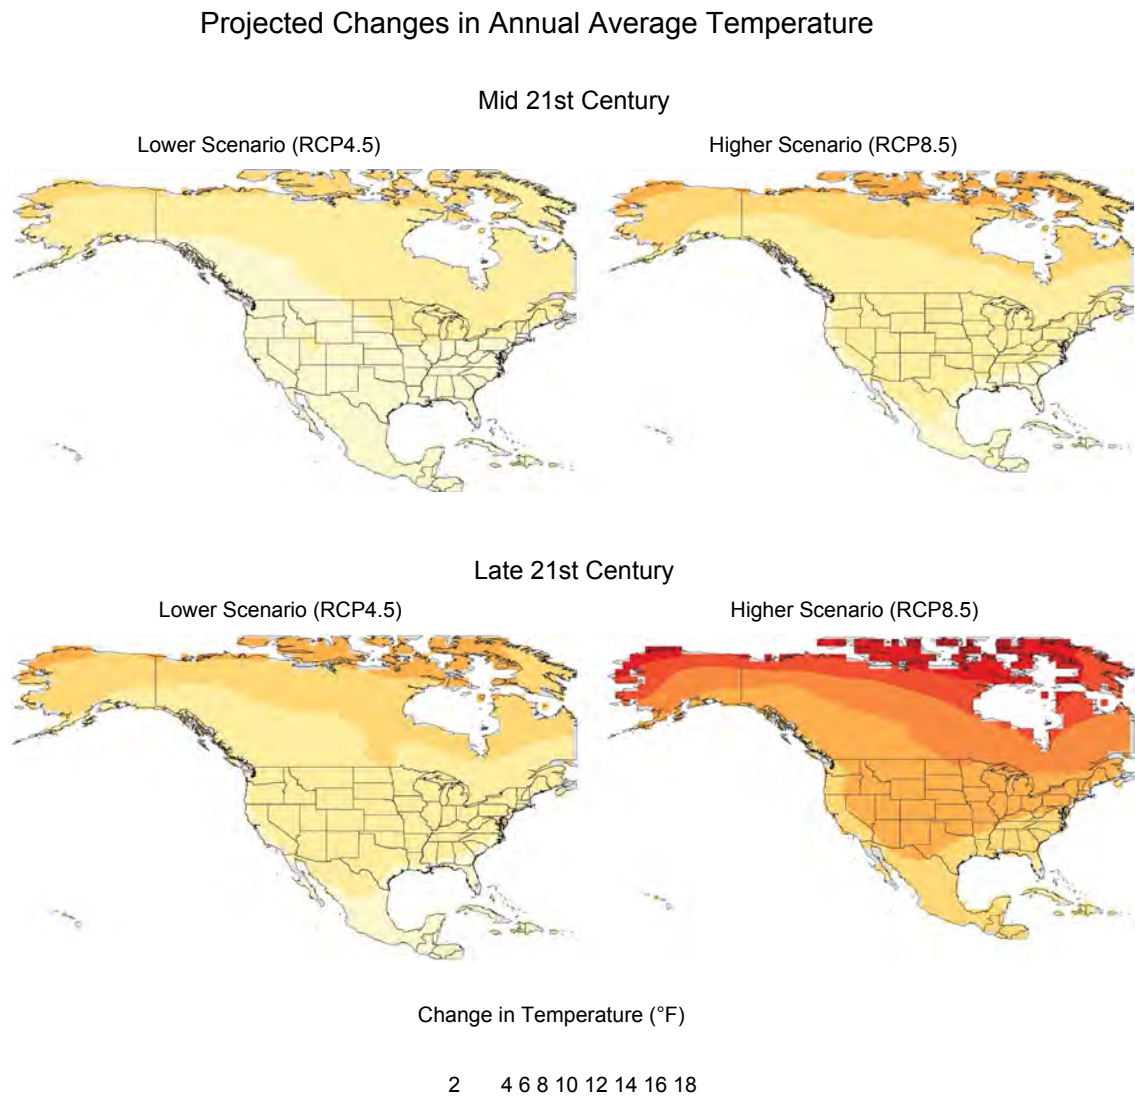 Projected Changes in Annual Average Temperature
Mid 21st Century
Lower Scenario (RCP4.5)
Higher Scenario (RCP8.5)
Late 21st Century
Lower Scenario (RCP4.5)
Higher Scenario (RCP8.5)
Change in Temperature (°F)
2 4 6 8 10 12 14 16 18